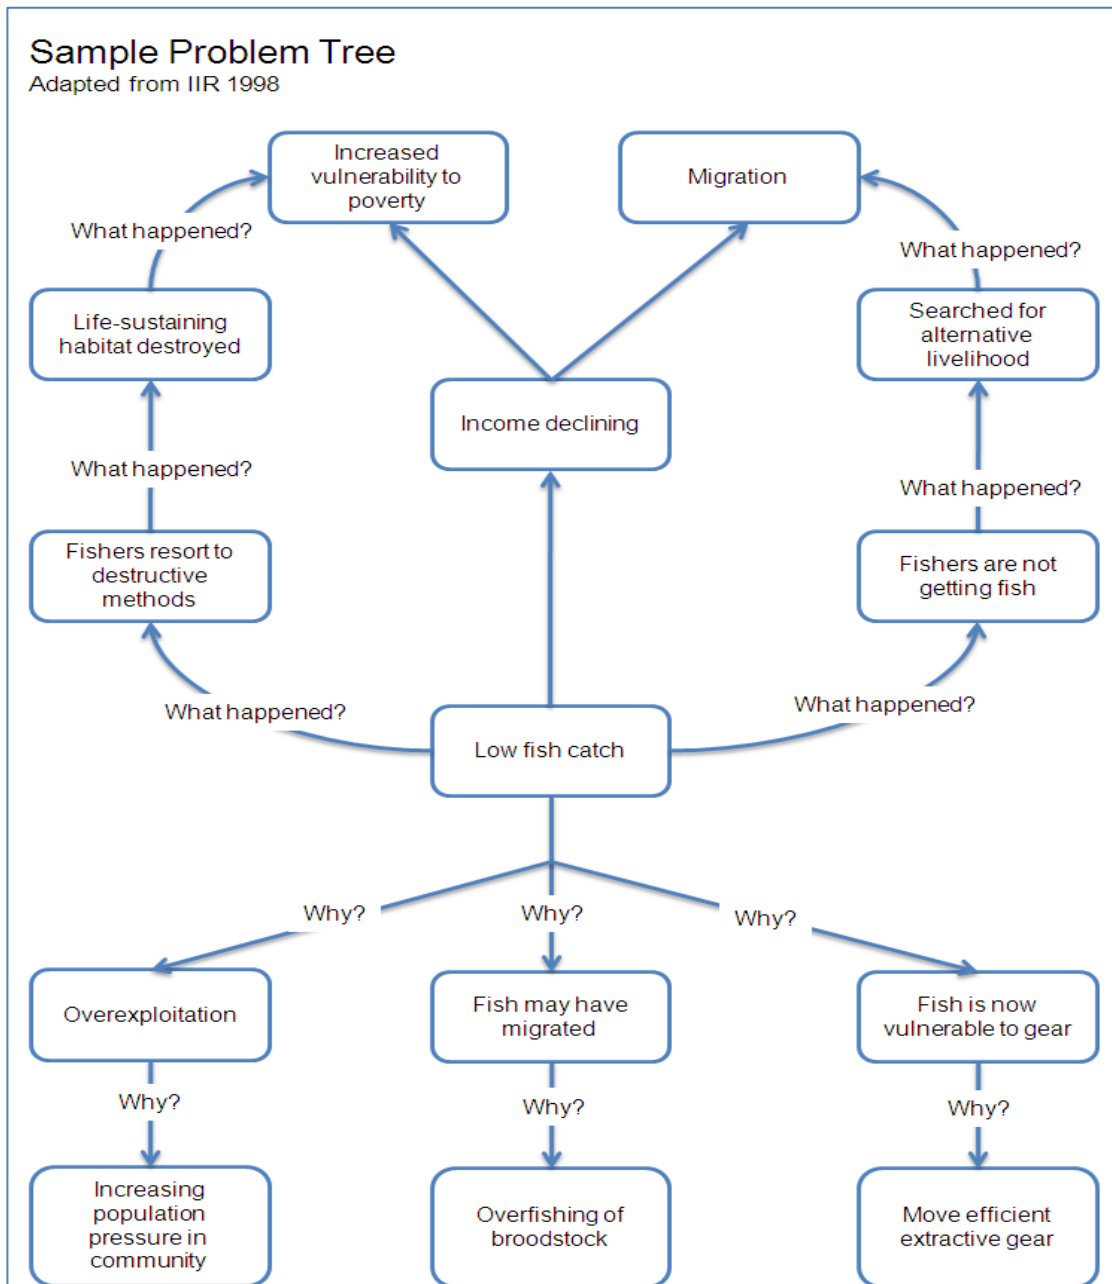 Sample Problem Tree
Adapted from IIR 1998
Increased
vulnerability to
poverty
Migration
What happened?
What happened?
Life-sustaining
habitat destroyed
Searched for
alternative
livelihood
Income declining
What happened?
What happened?
Fishers resort to
destructive
methods
Fishers are not
getting fish
What happened?
What happened?
Low fish catch
Why?
Why?
Why?
Overexploitation
Fish may have
migrated
Fish is now
vulnerable to gear
Why?
Why?
Why?
Increasing
population
pressure in
community
Overfishing of
broodstock
Move efficient
extractive gear